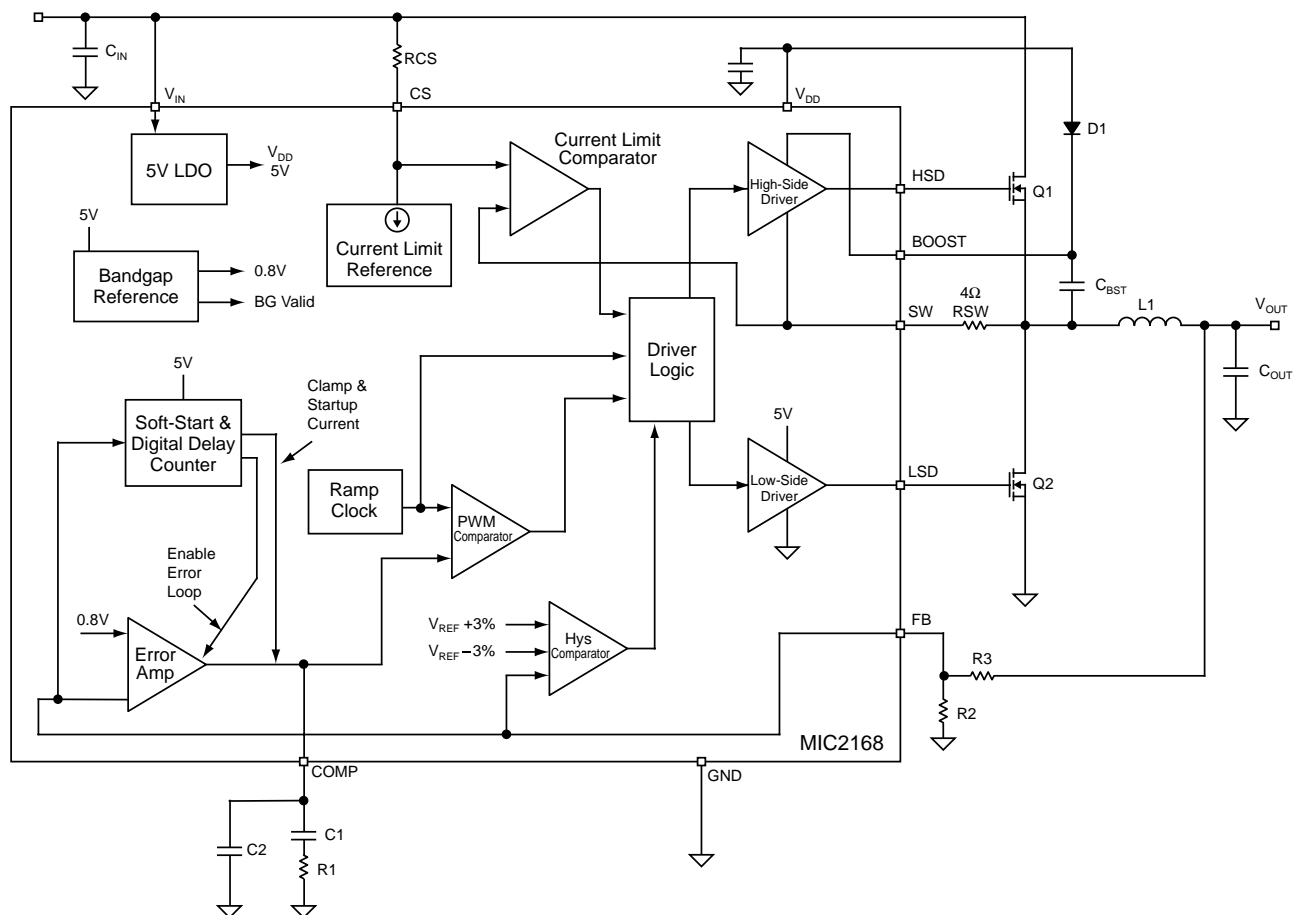 C_IN
RCS
V_IN
CS
V_DD
D1
5V LDO
V_DD
5V
Current Limit
Comparator
High-Side
Driver
HSD
Q1
5V
Bandgap
Reference
0.8V
BG Valid
Current Limit
Reference
BOOST
C_BST
SW
4Ω
RSW
L1
V_OUT
C_OUT
Driver
Logic
5V
Soft-Start &
Digital Delay
Counter
Clamp &
Startup
Current
5V
Low-Side
Driver
LSD
Q2
Ramp
Clock
PWM
Comparator
Enable
Error
Loop
0.8V
Error
Amp
V_REF +3%
V_REF −3%
Hys
Comparator
FB
R3
R2
MIC2168
COMP
GND
C2
C1
R1